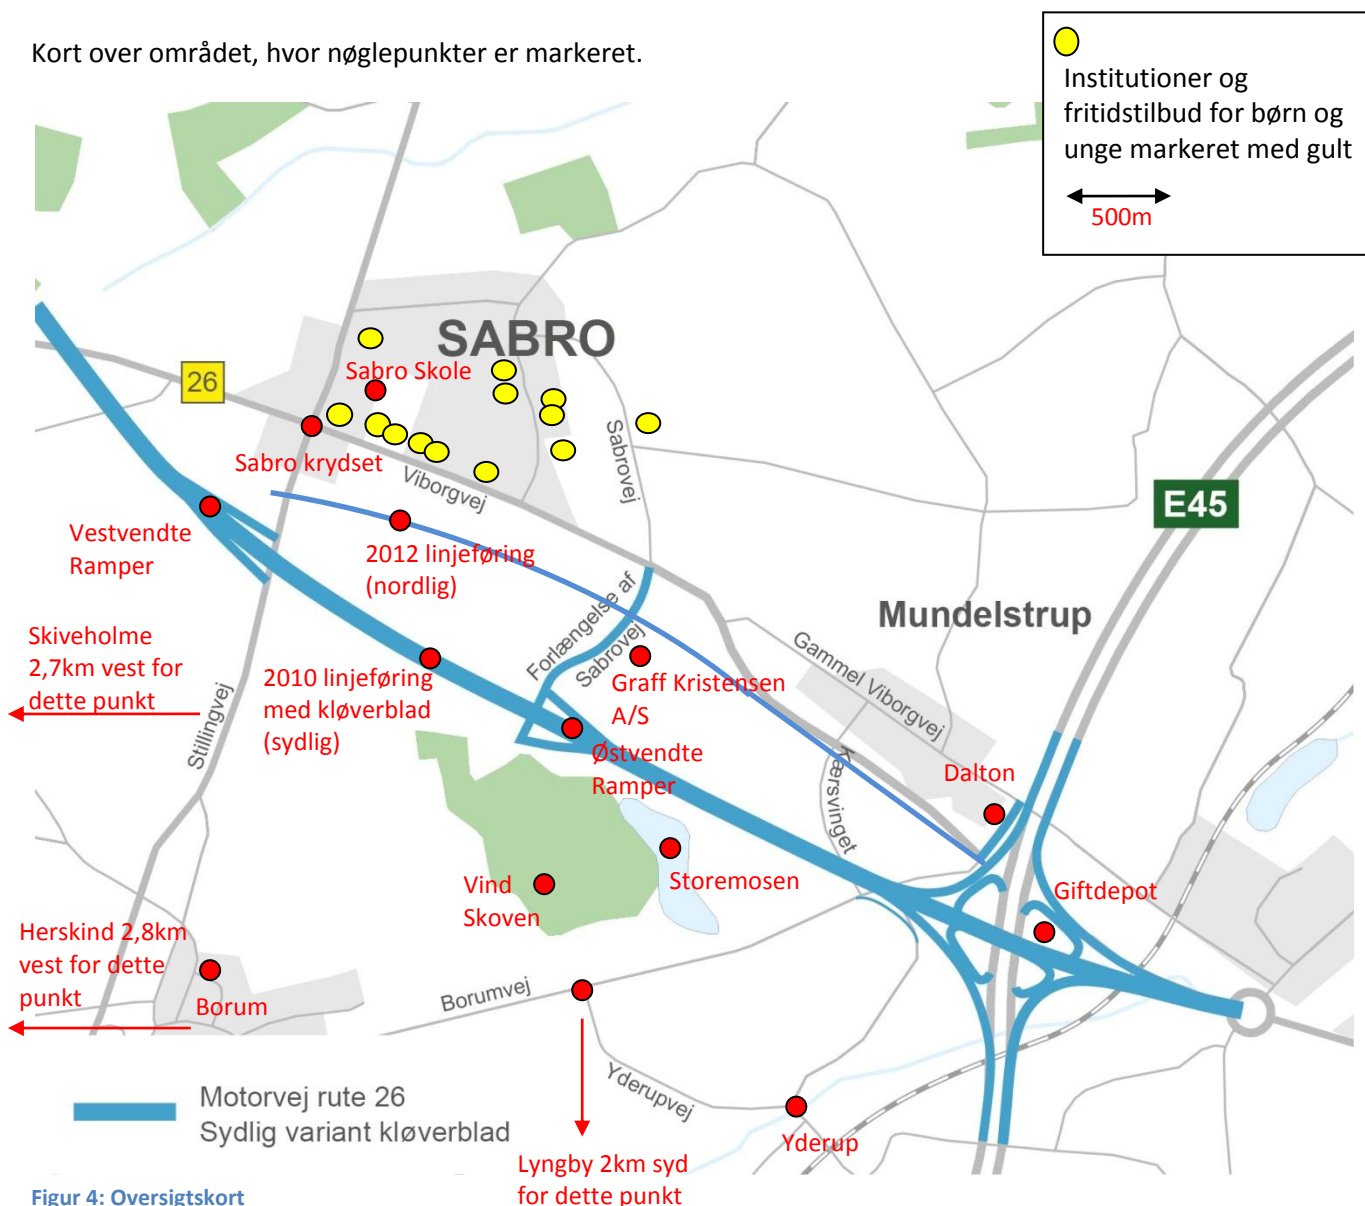 Kort over området, hvor nøglepunkter er markeret.
Institutioner og
fritidstilbud for børn og
unge markeret med gult
500m
SABRO
Sabro Skole
26
Sabro krydset
Viborgvej
Sabrovej
E45
Vestvendte
Ramper
2012 linjeføring
(nordlig)
Forlængelse af
Sabrovej
Mundelstrup
Gammel Viborgvej
Skiveholme
2,7km vest for
dette punkt
Stillingvej
2010 linjeføring
med kløverblad
(sydlig)
Graff Kristensen
A/S
Østvendte
Ramper
Kærsvinget
Dalton
Storemosen
Vind
Skoven
Giftdepot
Herskind 2,8km
vest for dette
punkt
Borum
Borumvej
Yderupvej
Yderup
Motorvej rute 26
Sydlig variant kløverblad
Lyngby 2km syd
for dette punkt
Figur 4: Oversigtskort